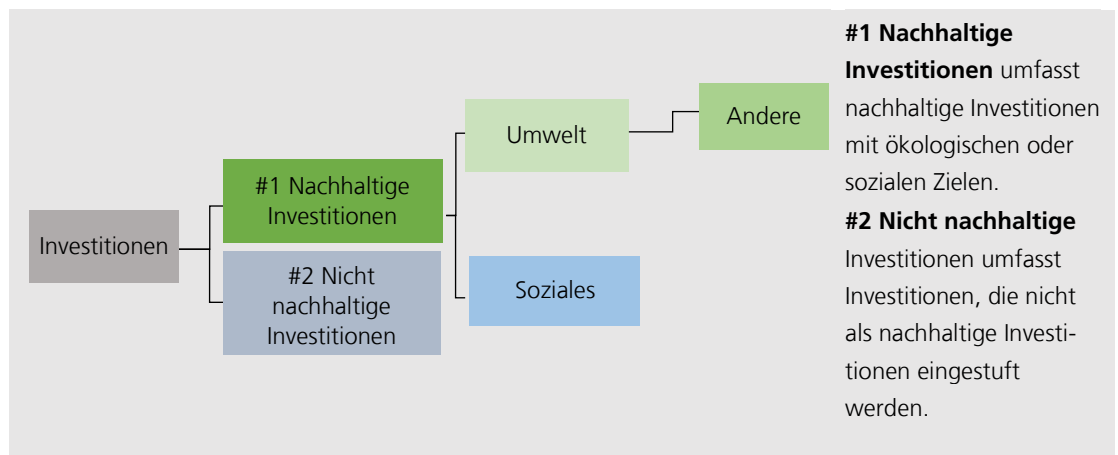 Investitionen
#1 Nachhaltige
Investitionen
#2 Nicht
nachhaltige
Investitionen
Umwelt
Soziales
Andere
#1 Nachhaltige
Investitionen umfasst
nachhaltige Investitionen
mit ökologischen oder
sozialen Zielen.
#2 Nicht nachhaltige
Investitionen umfasst
Investitionen, die nicht
als nachhaltige Investi-
tionen eingestuft
werden.